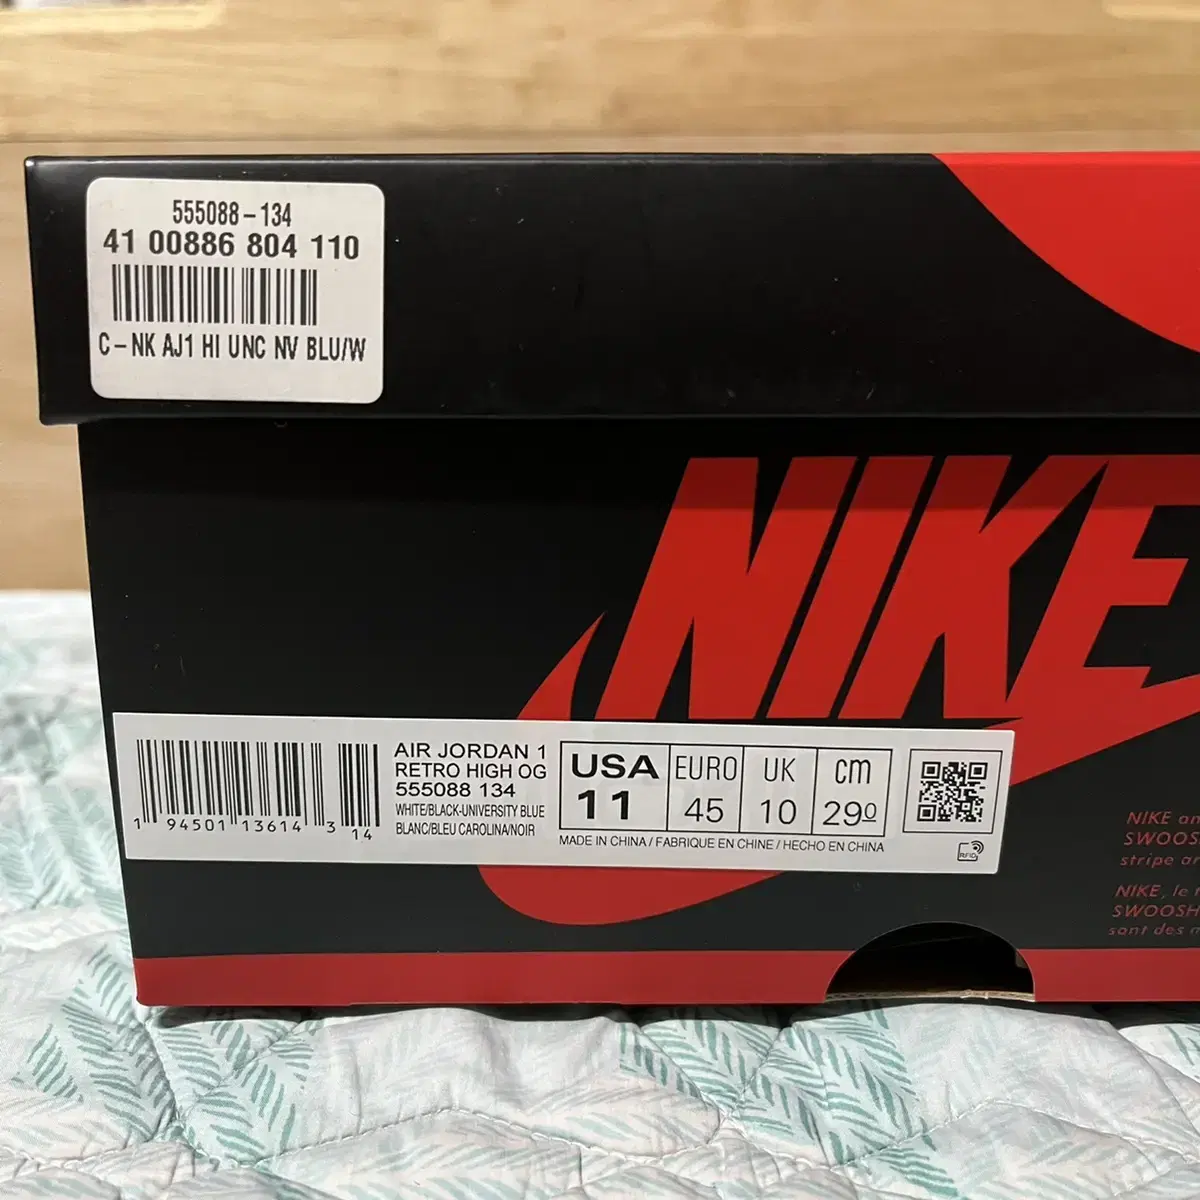 555088-134
41 00886 804 110
C-NK AJ1 HI UNC NV BLU/W
NIKE
AIR JORDAN 1
RETRO HIGH OG
555088 134
WHITE/BLACK-UNIVERSITY BLUE
BLANC/BLEU CAROLINA/NOIR
1 94501 13614 3 14
USA 11
EURO 45
UK 10
cm 29.0
MADE IN CHINA / FABRIQUE EN CHINE / HECHO EN CHINA
RFID
NIKE
SWOOSH
stripe
NIKE, le
SWOOSH
sont des